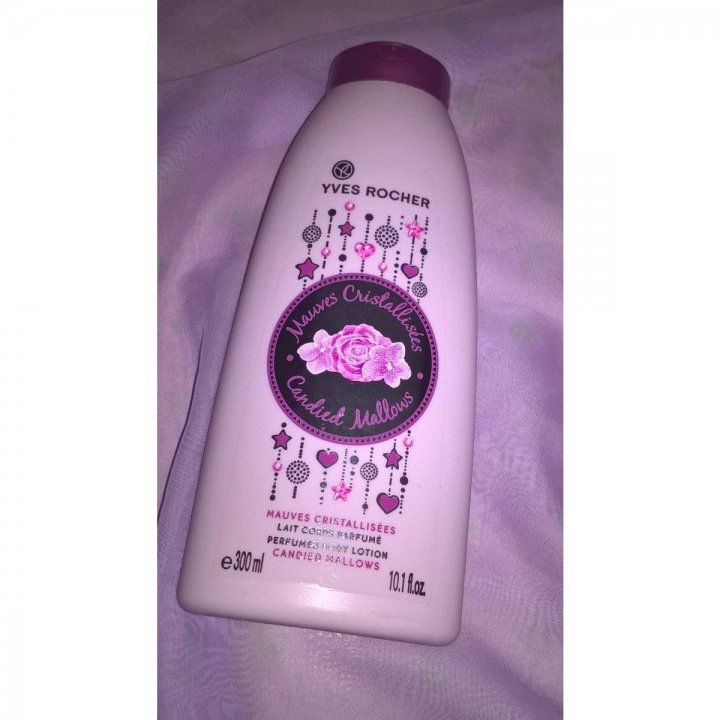 YVES ROCHER
Mauves Cristallisées
Candied Mallows
MAUVES CRISTALLISÉES
LAIT CORPS PARFUMÉ
PERFUMED BODY LOTION
CANDIED MALLOWS
e 300 ml
10.1 fl.oz.